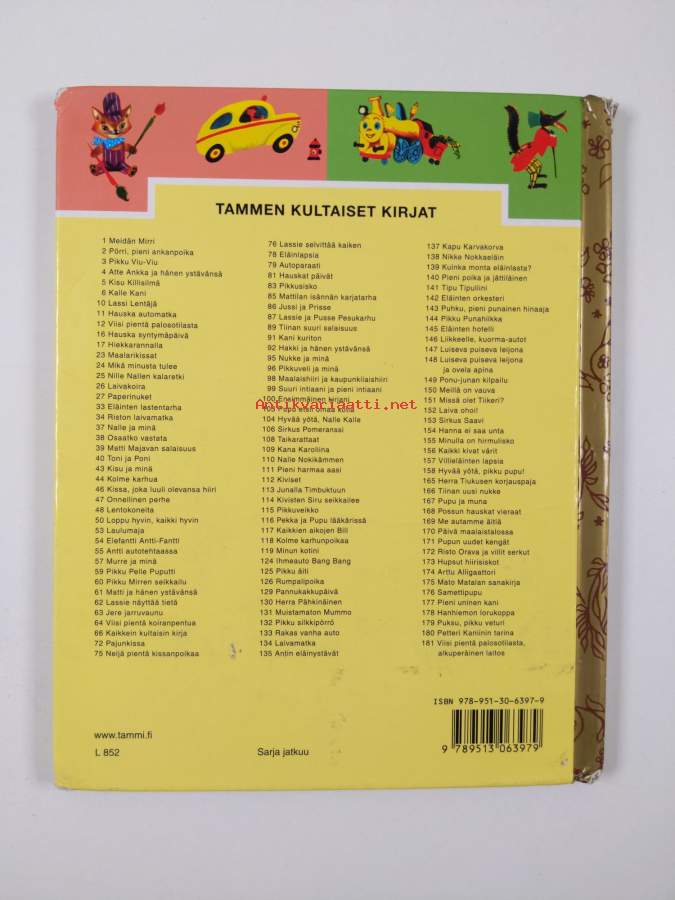 TAMMEN KULTAISET KIRJAT
1 Meidän Mirri
2 Pörri, pieni ankanpoika
3 Pikku Viu-Viu
4 Atte Ankka ja hänen ystävänsä
5 Kisu Kiilisilmä
6 Kalle Kani
10 Lassi Lentäjä
11 Hauska automatka
12 Viisi pientä palosotilasta
16 Hauska syntymäpäivä
17 Hiekkarannalla
23 Maalarikissat
24 Mikä minusta tulee
25 Nille Nallen kalaretki
26 Laivakoira
27 Paperinuket
33 Eläinten lastentarha
34 Riston laivamatka
37 Nalle ja minä
38 Osaatko vastata
39 Matti Majavan salaisuus
40 Toni ja Poni
43 Kisu ja minä
44 Kolme karhua
46 Kissa, joka luuli olevansa hiiri
47 Onnellinen perhe
48 Lentokoneita
50 Loppu hyvin, kaikki hyvin
53 Laulumaja
54 Elefantti Antti-Fantti
55 Antti autotehtaassa
57 Murre ja minä
59 Pikku Pelle Puputti
60 Pikku Mirren seikkailu
61 Matti ja hänen ystävänsä
62 Lassie näyttää tietä
63 Jere jarruvaunu
64 Viisi pientä koiranpentua
66 Kaikkein kultaisin kirja
72 Pajunkissa
75 Neljä pientä kissanpoikaa
76 Lassie selvittää kaiken
78 Eläinlapsia
79 Autoparaati
81 Hauskat päivät
83 Pikkusisko
85 Mattilan isännän karjatarha
86 Jussi ja Prisse
87 Lassie ja Pesukarhu
89 Tiinan suuri salaisuus
91 Kani kuriton
92 Hakki ja hänen ystävänsä
95 Nukke ja minä
96 Pikkuveli ja minä
98 Maalaishiiri ja kaupunkilaishiiri
99 Suuri intiaani ja pieni intiaani
100 Ensimmäinen kirjani
103 Pupu etsii omaa kotia
104 Hyvää yötä, Nalle Kalle
106 Sirkus Pomeranssi
108 Taikarattaat
109 Kana Karoliina
110 Nalle Nokikämmen
111 Pieni harmaa aasi
112 Kiviset
113 Junalla Timbuktuun
114 Kivisten Siru seikkailee
115 Pikkuveikko
116 Pekka ja Pupu lääkärissä
117 Kaikkien aikojen Bill
118 Kolme karhunpoikaa
119 Minun kotini
124 Ihmeauto Bang Bang
125 Pikku äiti
126 Rumpalipoika
129 Pannukakkupäivä
130 Herra Pähkinäinen
131 Muistamaton Mummo
132 Pikku silkkipörrö
133 Rakas vanha auto
134 Laivamatka
135 Antin eläinystävät
137 Kapu Karvakorva
138 Nikke Nokkaeläin
139 Kuinka monta eläinlasta?
140 Pieni poika ja jättiläinen
141 Tipu Tipuliini
142 Eläinten orkesteri
143 Puhku, pieni punainen hinaaja
144 Pikku Punahilkka
145 Eläinten hotelli
146 Liikkeelle, kuorma-autot
147 Luiseva puiseva leijona
148 Luiseva puiseva leijona
ja ovela apina
149 Ponu-junan kilpailu
150 Meillä on vauva
151 Missä olet Tiikeri?
152 Laiva ohoi!
153 Sirkus Saavi
154 Hanna ei saa unta
155 Minulla on hirmulisko
156 Kaikki kivat värit
157 Villieläinten lapsia
158 Hyvää yötä, pikku pupu!
165 Herra Tiukusen korjauspaja
166 Tiinan uusi nukke
167 Pupu ja muna
168 Possun hauskat vieraat
169 Me autamme äitiä
170 Päivä maalaistalossa
171 Pupun uudet kengät
172 Risto Orava ja villit serkut
173 Hupsut hiirisiskot
174 Arttu Alligaattori
175 Mato Matalan sanakirja
176 Samettipupu
177 Pieni uninen kani
178 Hanhiemon lorukoppa
179 Puksu, pikku veturi
180 Petteri Kaniinin tarina
181 Viisi pientä palosotilasta,
alkuperäinen laitos
Antikvariaatti.net
ISBN 978-951-30-6397-9
9 789513 063979
www.tammi.fi
L 852
Sarja jatkuu